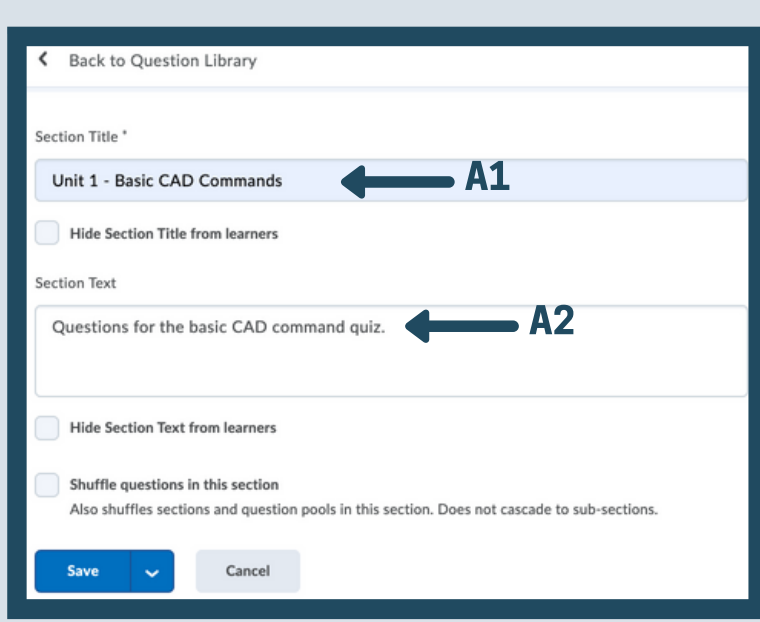 Back to Question Library
Section Title *
Unit 1 - Basic CAD Commands
A1
Hide Section Title from learners
Section Text
Questions for the basic CAD command quiz.
A2
Hide Section Text from learners
Shuffle questions in this section
Also shuffles sections and question pools in this section. Does not cascade to sub-sections.
Save
Cancel